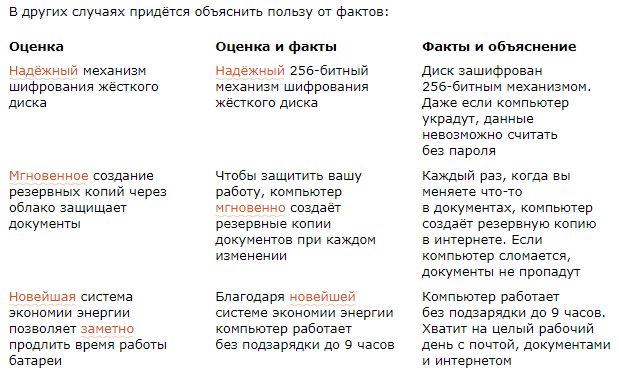 В других случаях придётся объяснить пользу от фактов:
Оценка
Оценка и факты
Факты и объяснение
Надёжный механизм
шифрования жёсткого
диска
Надёжный 256-битный
механизм шифрования
жёсткого диска
Диск зашифрован
256-битным механизмом.
Даже если компьютер
украдут, данные
невозможно считать
без пароля
Мгновенное создание
резервных копий через
облако защищает
документы
Чтобы защитить вашу
работу, компьютер
мгновенно создаёт
резервные копии
документов при каждом
изменении
Каждый раз, когда вы
меняете что-то
в документах, компьютер
создаёт резервную копию
в интернете. Если
компьютер сломается,
документы не пропадут
Новейшая система
экономии энергии
позволяет заметно
продлить время работы
батареи
Благодаря новейшей
системе экономии энергии
компьютер работает
без подзарядки до 9 часов
Компьютер работает
без подзарядки до 9 часов.
Хватит на целый рабочий
день с почтой, документами
и интернетом